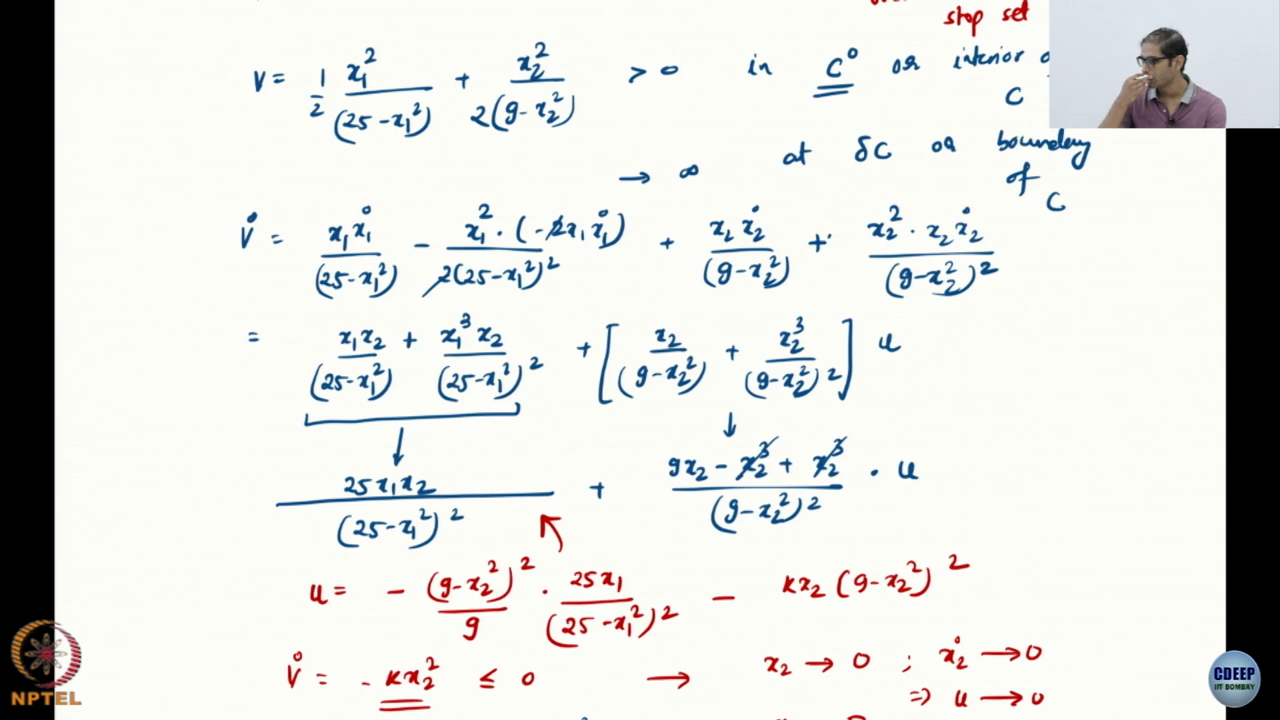 stop set
V = 1/2 x₁²/(25-x₁²) + x₂²/2(9-x₂²) > 0 in C⁰ or interior o
C
→ ∞ at δC or boundary
of C
V̇ = x₁ẋ₁/(25-x₁²) - x₁²·(-2x₁ẋ₁)/2(25-x₁²)² + x₂ẋ₂/(9-x₂²) + x₂²·x₂ẋ₂/(9-x₂²)²
= x₁x₂/(25-x₁²) + x₁³x₂/(25-x₁²)² + [x₂/(9-x₂²) + x₂³/(9-x₂²)²] u
↓ ↓
25x₁x₂/(25-x₁²)² + (9x₂ - x₂³ + x₂³)/(9-x₂²)² · u
u = - (9-x₂²)²/9 · 25x₁/(25-x₁²)² - kx₂(9-x₂²)²
V̇ = -kx₂² ≤ 0 → x₂ → 0 ; ẋ₂ → 0
⇒ u → 0
NPTEL
CDEEP
IIT BOMBAY